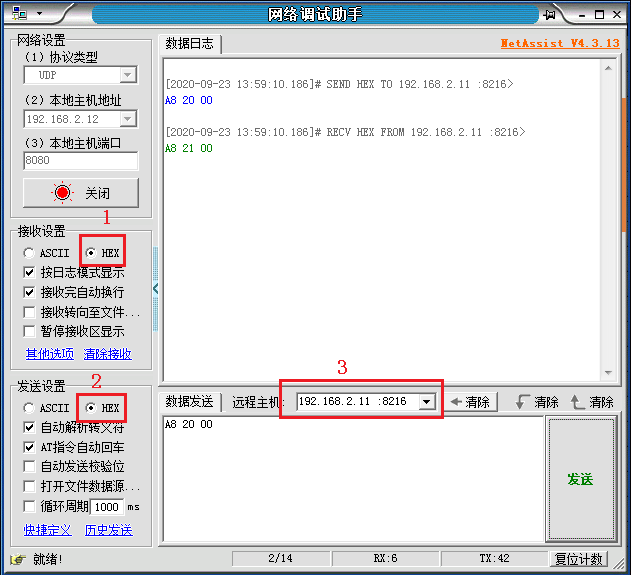 网络调试助手
网络设置
(1) 协议类型
UDP
(2) 本地主机地址
192.168.2.12
(3) 本地主机端口
8080
关闭
1
接收设置
ASCII HEX
按日志模式显示
接收完自动换行
接收转向至文件...
暂停接收区显示
其他选项 清除接收
2
发送设置
ASCII HEX
自动解析转义符
AT指令自动回车
自动发送校验位
打开文件数据源...
循环周期 1000 ms
快捷定义 历史发送
数据日志 NetAssist V4.3.13
[2020-09-23 13:59:10.186]# SEND HEX TO 192.168.2.11 :8216>
A8 20 00
[2020-09-23 13:59:10.186]# RECV HEX FROM 192.168.2.11 :8216>
A8 21 00
3
数据发送 远程主机: 192.168.2.11 :8216 清除 清除 清除
A8 20 00
发送
就绪! 2/14 RX:6 TX:42 复位计数